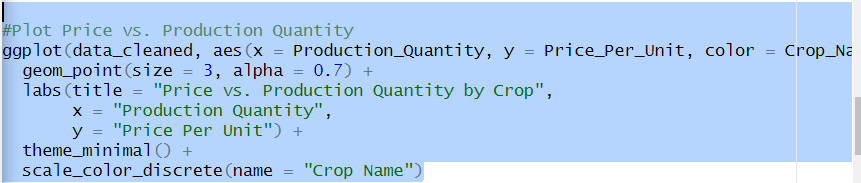 #Plot Price vs. Production Quantity
ggplot(data_cleaned, aes(x = Production_Quantity, y = Price_Per_Unit, color =
  geom_point(size = 3, alpha = 0.7) +
  labs(title = "Price vs. Production Quantity by Crop",
       x = "Production Quantity",
       y = "Price Per Unit") +
  theme_minimal() +
  scale_color_discrete(name = "Crop Name")